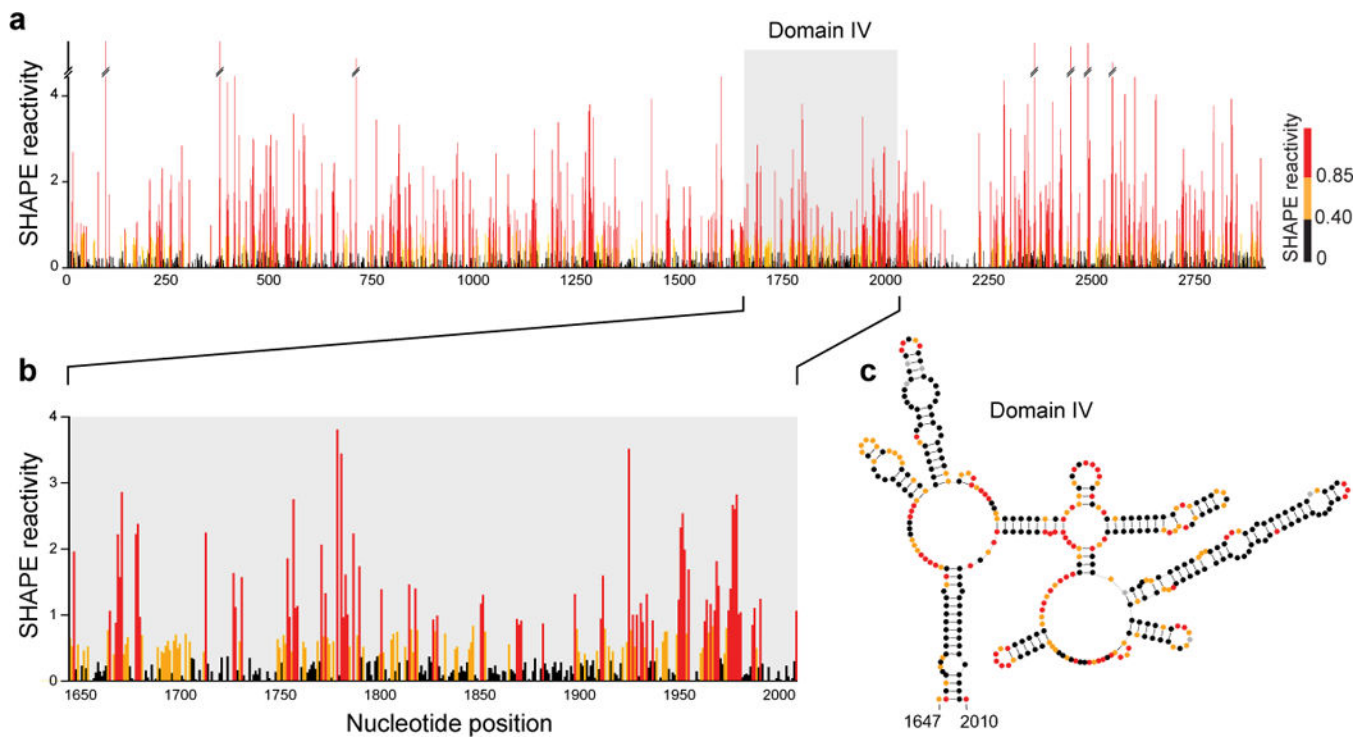 a
Domain IV
SHAPE reactivity
4
2
0
0 250 500 750 1000 1250 1500 1750 2000 2250 2500 2750
SHAPE reactivity
0.85
0.40
0
b
SHAPE reactivity
4
3
2
1
0
1650 1700 1750 1800 1850 1900 1950 2000
Nucleotide position
c
Domain IV
1647 2010